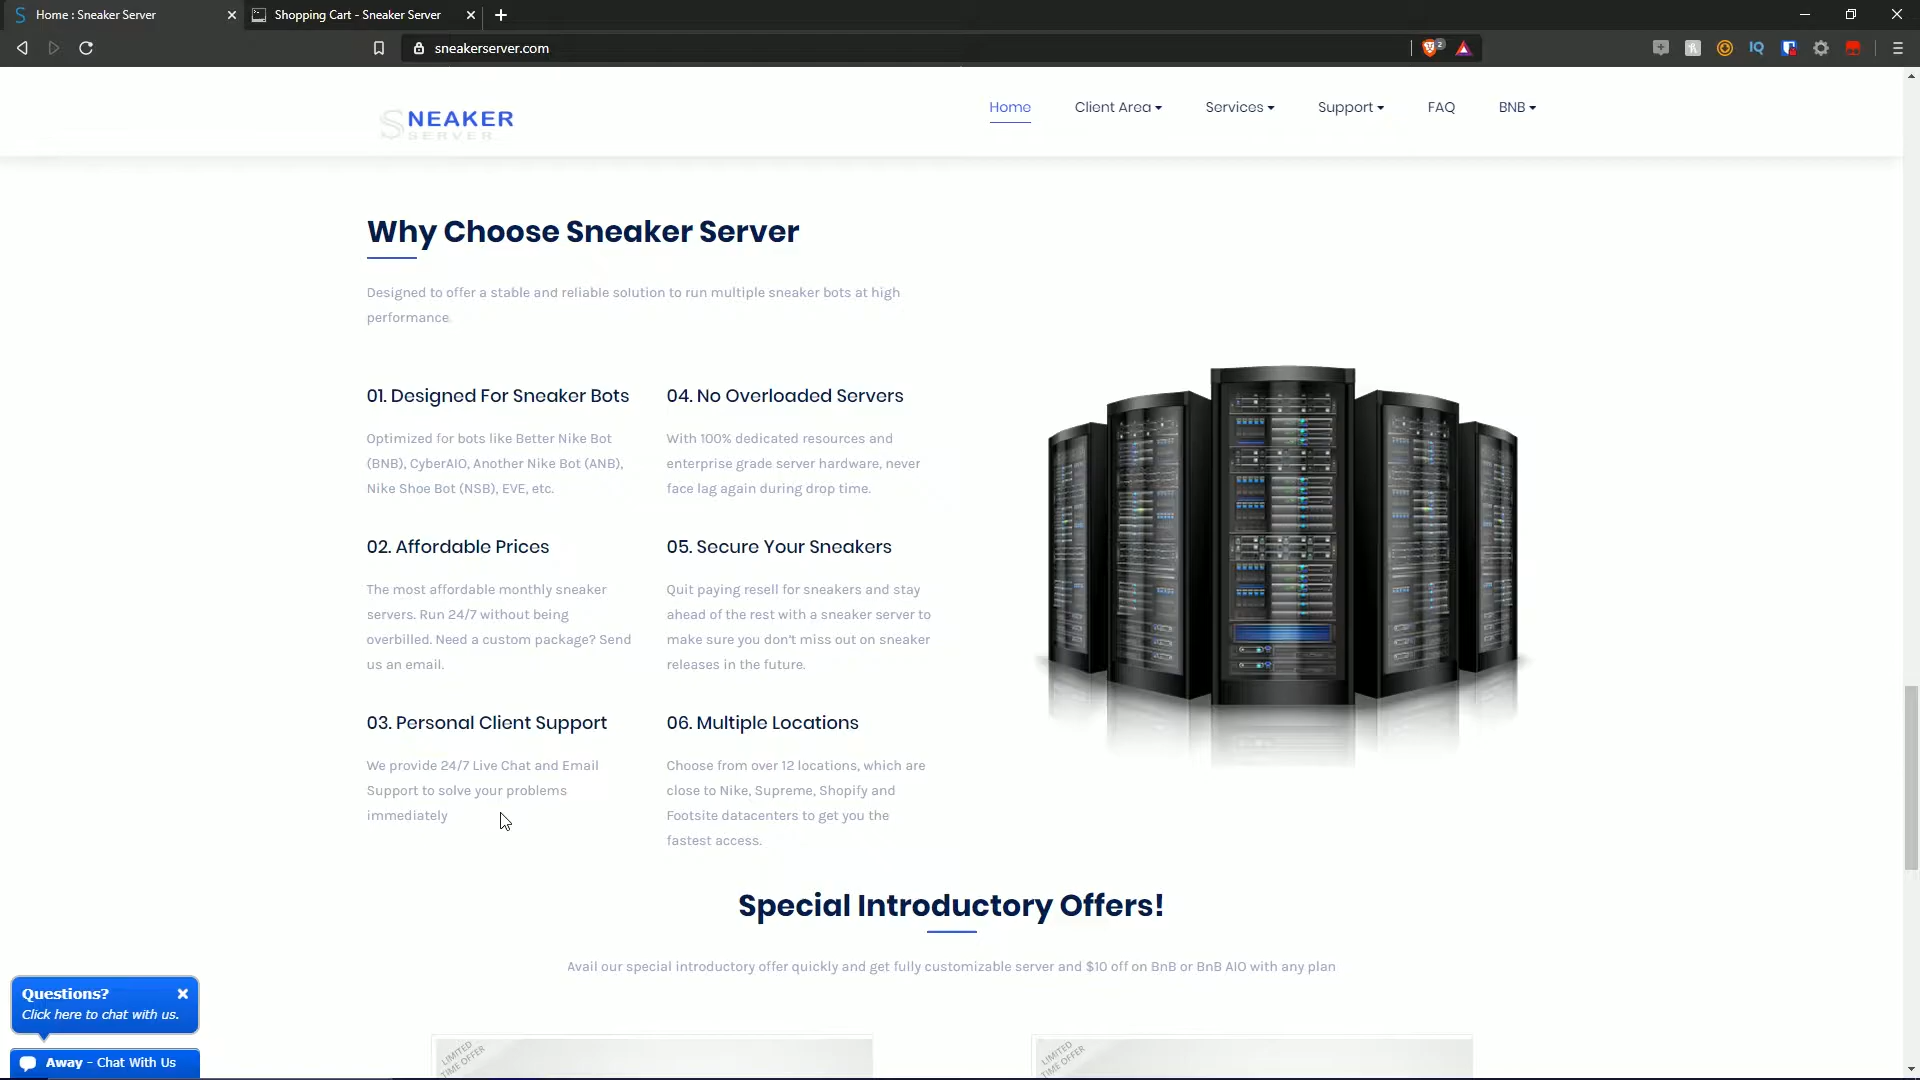 Home : Sneaker Server
Shopping Cart - Sneaker Server
sneakerserver.com
2
IQ
SNEAKER
SERVER
Home
Client Area
Services
Support
FAQ
BNB
Why Choose Sneaker Server
Designed to offer a stable and reliable solution to run multiple sneaker bots at high
performance.
01. Designed For Sneaker Bots
Optimized for bots like Better Nike Bot
(BNB), CyberAIO, Another Nike Bot (ANB),
Nike Shoe Bot (NSB), EVE, etc.
04. No Overloaded Servers
With 100% dedicated resources and
enterprise grade server hardware, never
face lag again during drop time.
02. Affordable Prices
The most affordable monthly sneaker
servers. Run 24/7 without being
overbilled. Need a custom package? Send
us an email.
05. Secure Your Sneakers
Quit paying resell for sneakers and stay
ahead of the rest with a sneaker server to
make sure you don't miss out on sneaker
releases in the future.
03. Personal Client Support
We provide 24/7 Live Chat and Email
Support to solve your problems
immediately
06. Multiple Locations
Choose from over 12 locations, which are
close to Nike, Supreme, Shopify and
Footsite datacenters to get you the
fastest access.
Special Introductory Offers!
Avail our special introductory offer quickly and get fully customizable server and $10 off on BnB or BnB AIO with any plan
Questions?
Click here to chat with us.
Away - Chat With Us
LIMITED
TIME OFFER
LIMITED
TIME OFFER